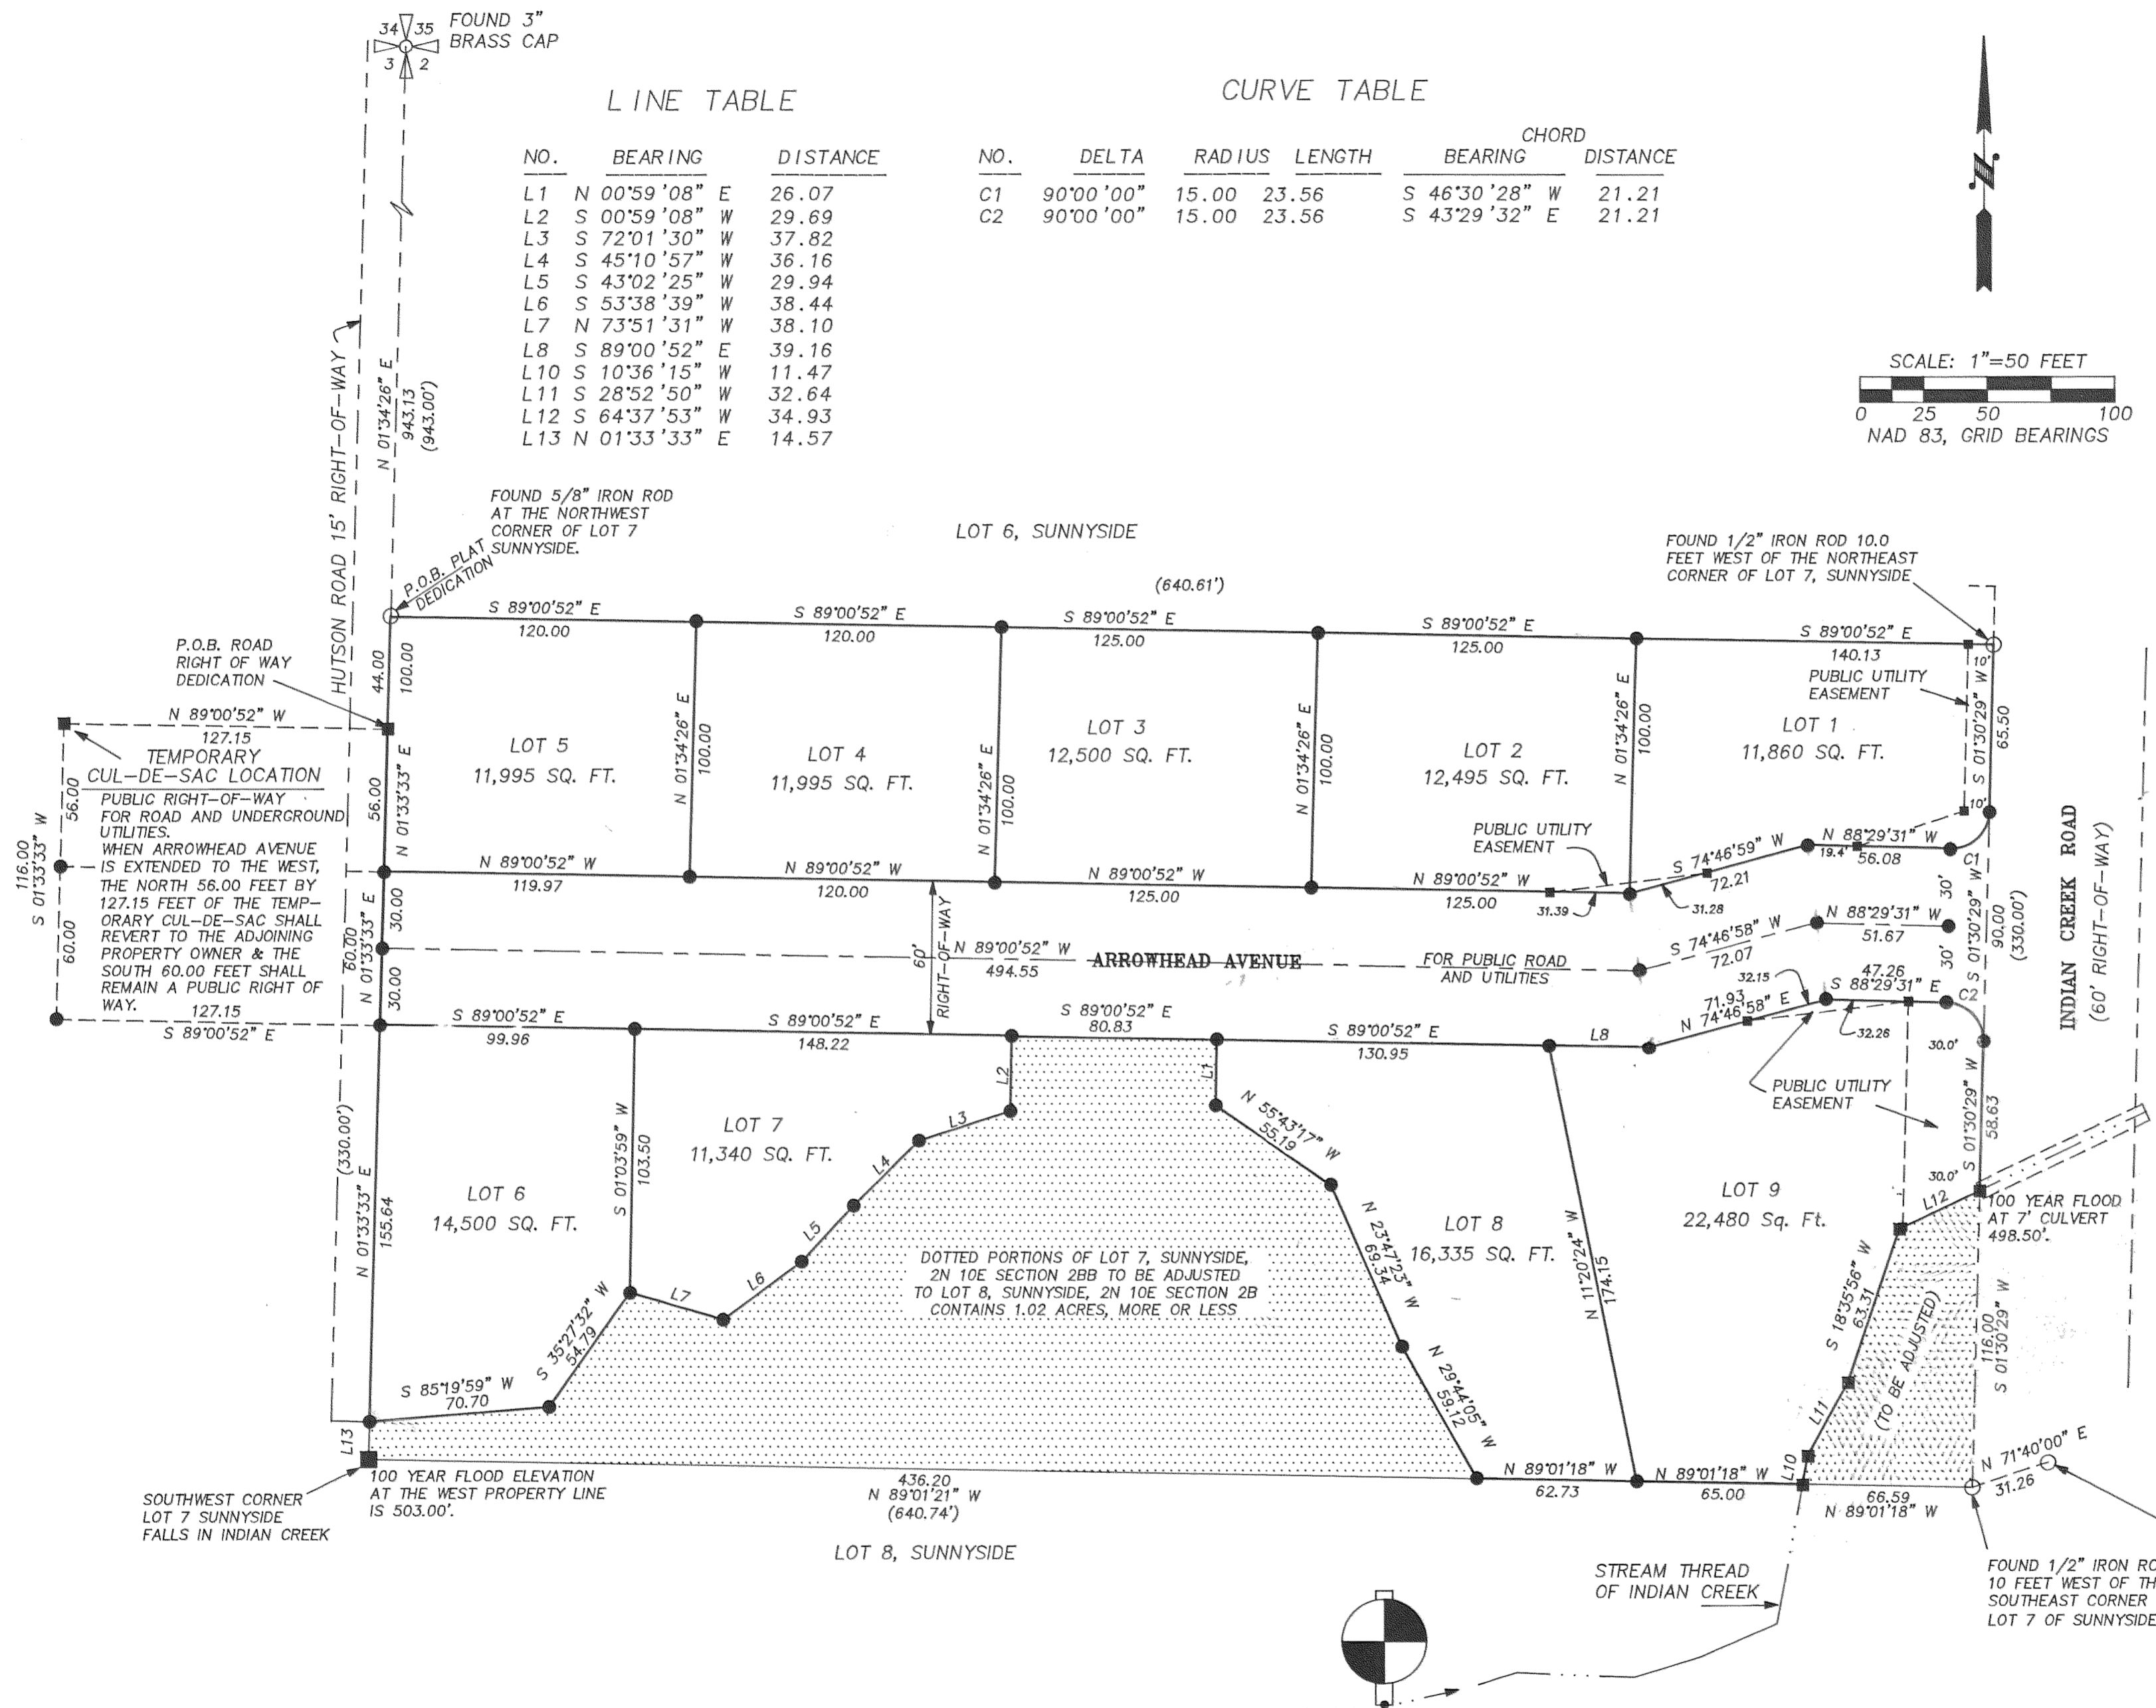 34 35
3 2
FOUND 3"
BRASS CAP
LINE TABLE
NO. BEARING DISTANCE
L1 N 00°59'08" E 26.07
L2 S 00°59'08" W 29.69
L3 S 72°01'30" W 37.82
L4 S 45°10'57" W 36.16
L5 S 43°02'25" W 29.94
L6 S 53°38'39" W 38.44
L7 N 73°51'31" W 38.10
L8 S 89°00'52" E 39.16
L10 S 10°36'15" W 11.47
L11 S 28°52'50" W 32.64
L12 S 64°37'53" W 34.93
L13 N 01°33'33" E 14.57
CURVE TABLE
CHORD
NO. DELTA RADIUS LENGTH BEARING DISTANCE
C1 90°00'00" 15.00 23.56 S 46°30'28" W 21.21
C2 90°00'00" 15.00 23.56 S 43°29'32" E 21.21
N
SCALE: 1"=50 FEET
0 25 50 100
NAD 83, GRID BEARINGS
HUTSON ROAD 15' RIGHT-OF-WAY
N 01°34'26" E
943.13
(943.00')
FOUND 5/8" IRON ROD
AT THE NORTHWEST
CORNER OF LOT 7
SUNNYSIDE.
P.O.B. PLAT
DEDICATION
LOT 6, SUNNYSIDE
(640.61')
FOUND 1/2" IRON ROD 10.0
FEET WEST OF THE NORTHEAST
CORNER OF LOT 7, SUNNYSIDE
S 89°00'52" E
120.00
S 89°00'52" E
120.00
S 89°00'52" E
125.00
S 89°00'52" E
125.00
S 89°00'52" E
140.13
P.O.B. ROAD
RIGHT OF WAY
DEDICATION
44.00
100.00
N 89°00'52" W
127.15
TEMPORARY
CUL-DE-SAC LOCATION
PUBLIC RIGHT-OF-WAY
FOR ROAD AND UNDERGROUND
UTILITIES.
WHEN ARROWHEAD AVENUE
IS EXTENDED TO THE WEST,
THE NORTH 56.00 FEET BY
127.15 FEET OF THE TEMP-
ORARY CUL-DE-SAC SHALL
REVERT TO THE ADJOINING
PROPERTY OWNER & THE
SOUTH 60.00 FEET SHALL
REMAIN A PUBLIC RIGHT OF
WAY.
127.15
S 89°00'52" E
116.00
S 01°33'33" W
56.00
60.00
56.00
N 01°33'33" E
60.00
N 01°33'33" E
30.00
30.00
LOT 5
11,995 SQ. FT.
N 01°34'26" E
100.00
LOT 4
11,995 SQ. FT.
N 01°34'26" E
100.00
LOT 3
12,500 SQ. FT.
N 01°34'26" E
100.00
LOT 2
12,495 SQ. FT.
N 01°34'26" E
100.00
LOT 1
11,860 SQ. FT.
PUBLIC UTILITY
EASEMENT
10'
10'
S 01°30'29" W
65.50
N 89°00'52" W
119.97
N 89°00'52" W
120.00
N 89°00'52" W
125.00
N 89°00'52" W
125.00
PUBLIC UTILITY
EASEMENT
31.39
31.28
S 74°46'59" W
72.21
N 88°29'31" W
19.4'
56.08
C1
60'
RIGHT-OF-WAY
N 89°00'52" W
494.55
ARROWHEAD AVENUE
FOR PUBLIC ROAD
AND UTILITIES
S 74°46'58" W
72.07
N 88°29'31" W
51.67
30'
30'
S 01°30'29" W
90.00
(330.00')
INDIAN CREEK ROAD
(60' RIGHT-OF-WAY)
S 89°00'52" E
99.96
S 89°00'52" E
148.22
S 89°00'52" E
80.83
S 89°00'52" E
130.95
L8
N 74°46'58" E
71.93
32.15
47.26
S 88°29'31" E
32.26
C2
30.0'
PUBLIC UTILITY
EASEMENT
S 01°30'29" W
58.63
30.0'
L12
(330.00')
N 01°33'33" E
155.64
LOT 6
14,500 SQ. FT.
S 01°03'59" W
103.50
LOT 7
11,340 SQ. FT.
L2
L1
L3
L4
L5
L6
L7
N 55°43'17" W
55.19
N 23°47'23" W
69.34
N 29°44'05" W
59.12
LOT 8
16,335 SQ. FT.
N 11°20'24" W
174.15
LOT 9
22,480 Sq. Ft.
100 YEAR FLOOD
AT 7' CULVERT
498.50'.
DOTTED PORTIONS OF LOT 7, SUNNYSIDE,
2N 10E SECTION 2BB TO BE ADJUSTED
TO LOT 8, SUNNYSIDE, 2N 10E SECTION 2B
CONTAINS 1.02 ACRES, MORE OR LESS
S 35°27'32" W
54.79
S 85°19'59" W
70.70
L13
S 18°35'56" W
63.31
(TO BE ADJUSTED)
116.00
S 01°30'29" W
L11
L10
N 71°40'00" E
31.26
100 YEAR FLOOD ELEVATION
AT THE WEST PROPERTY LINE
IS 503.00'.
SOUTHWEST CORNER
LOT 7 SUNNYSIDE
FALLS IN INDIAN CREEK
436.20
N 89°01'21" W
(640.74')
N 89°01'18" W
62.73
N 89°01'18" W
65.00
66.59
N 89°01'18" W
LOT 8, SUNNYSIDE
STREAM THREAD
OF INDIAN CREEK
FOUND 1/2" IRON RO
10 FEET WEST OF TH
SOUTHEAST CORNER
LOT 7 OF SUNNYSIDE